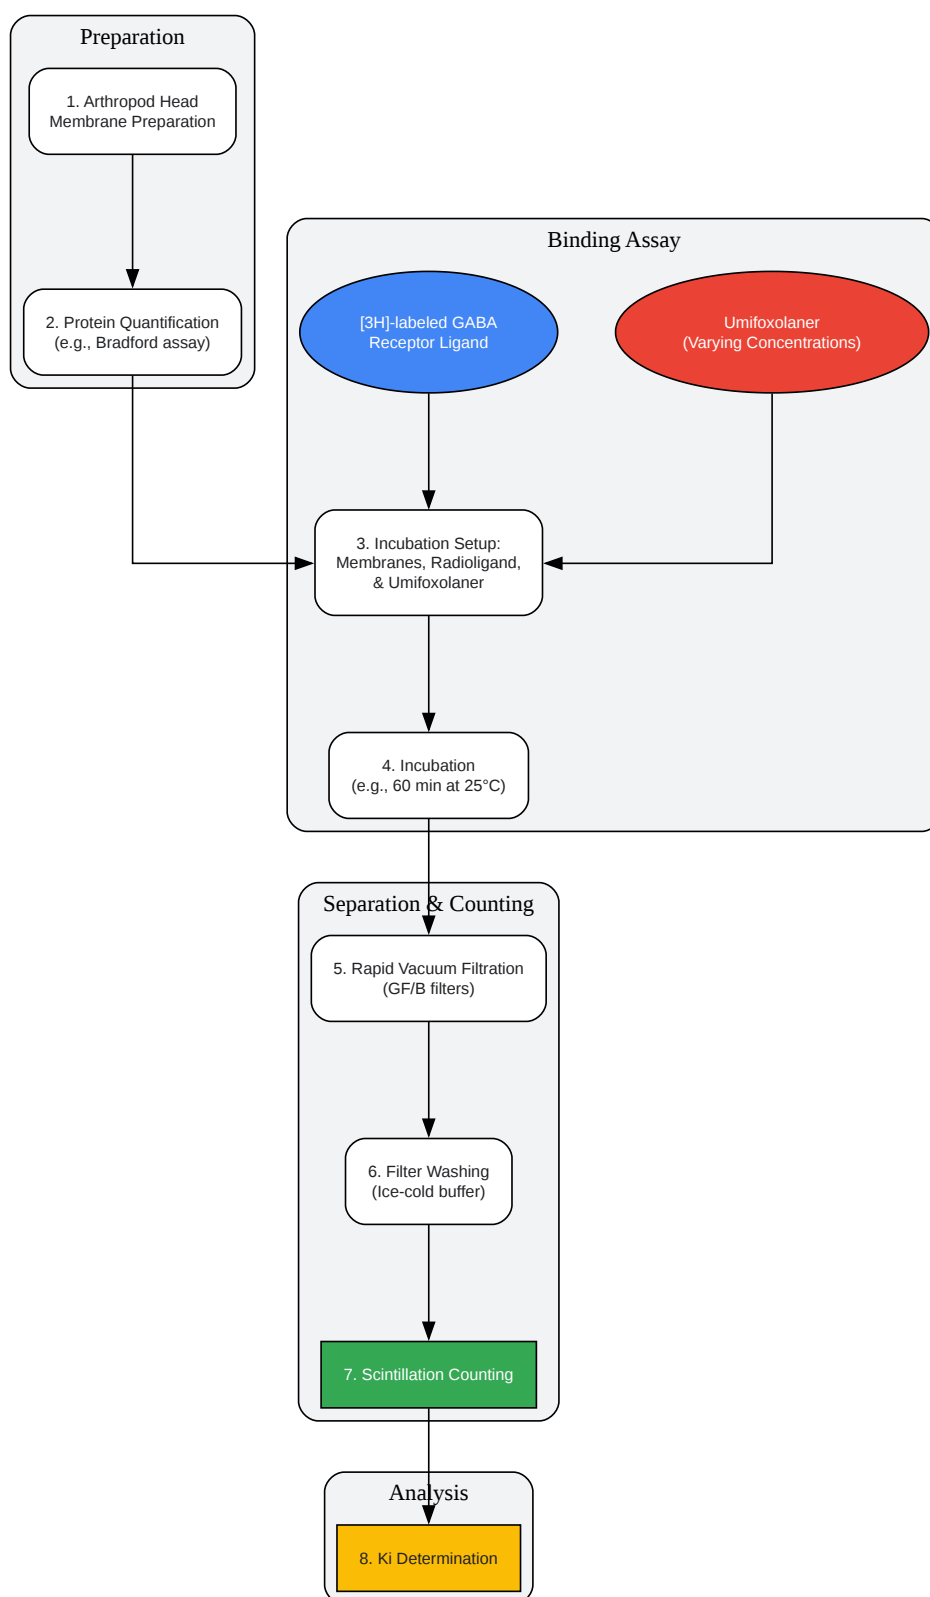 Preparation
1. Arthropod Head
Membrane Preparation
2. Protein Quantification
(e.g., Bradford assay)
Binding Assay
[3H]-labeled GABA
Receptor Ligand
Umifoxolaner
(Varying Concentrations)
3. Incubation Setup:
Membranes, Radioligand,
& Umifoxolaner
4. Incubation
(e.g., 60 min at 25°C)
Separation & Counting
5. Rapid Vacuum Filtration
(GF/B filters)
6. Filter Washing
(Ice-cold buffer)
7. Scintillation Counting
Analysis
8. Ki Determination